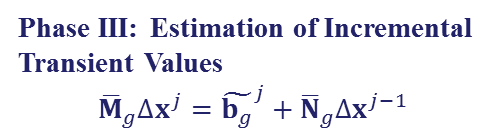 Phase III: Estimation of Incremental
Transient Values
M̅_g Δx^j = b̃_g^j + N̅_g Δx^{j−1}